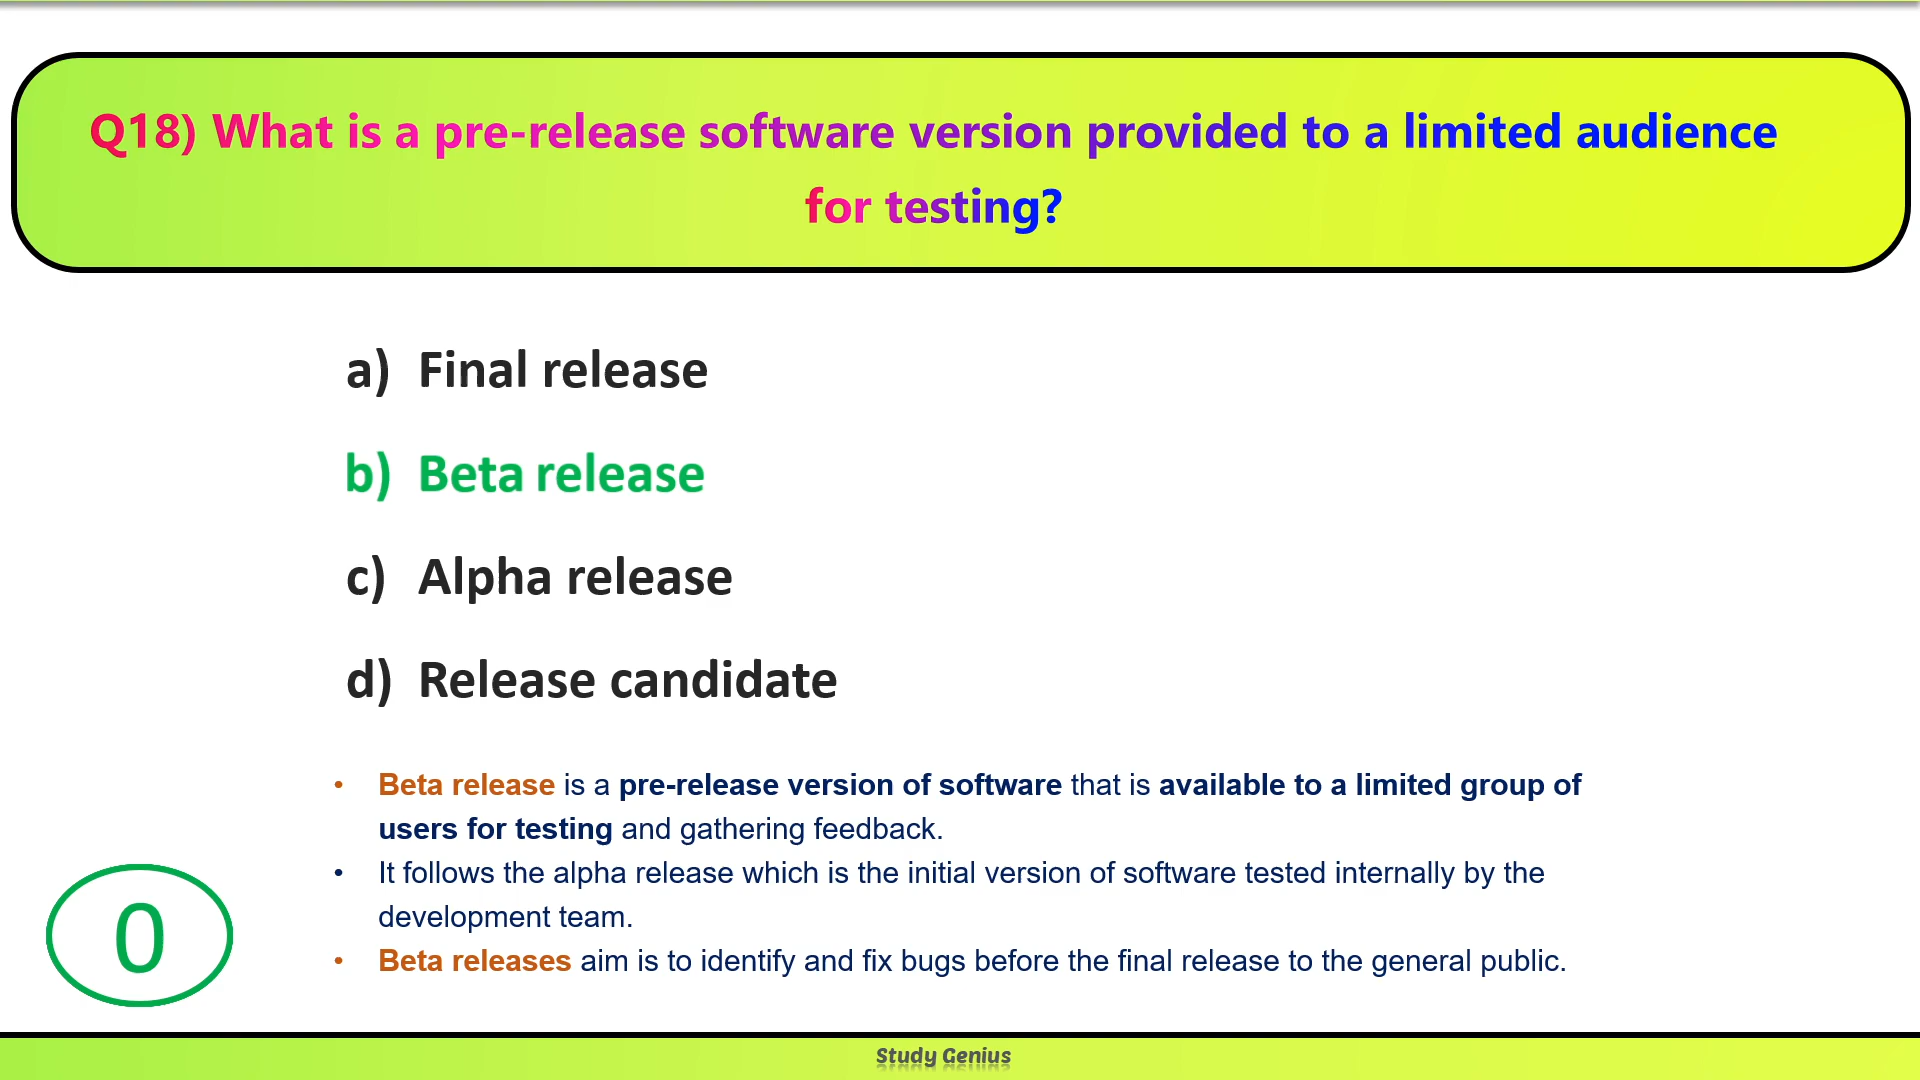 Q18) What is a pre-release software version provided to a limited audience
for testing?
a) Final release
b) Beta release
c) Alpha release
d) Release candidate
• Beta release is a pre-release version of software that is available to a limited group of
users for testing and gathering feedback.
• It follows the alpha release which is the initial version of software tested internally by the
development team.
• Beta releases aim is to identify and fix bugs before the final release to the general public.
0
Study Genius